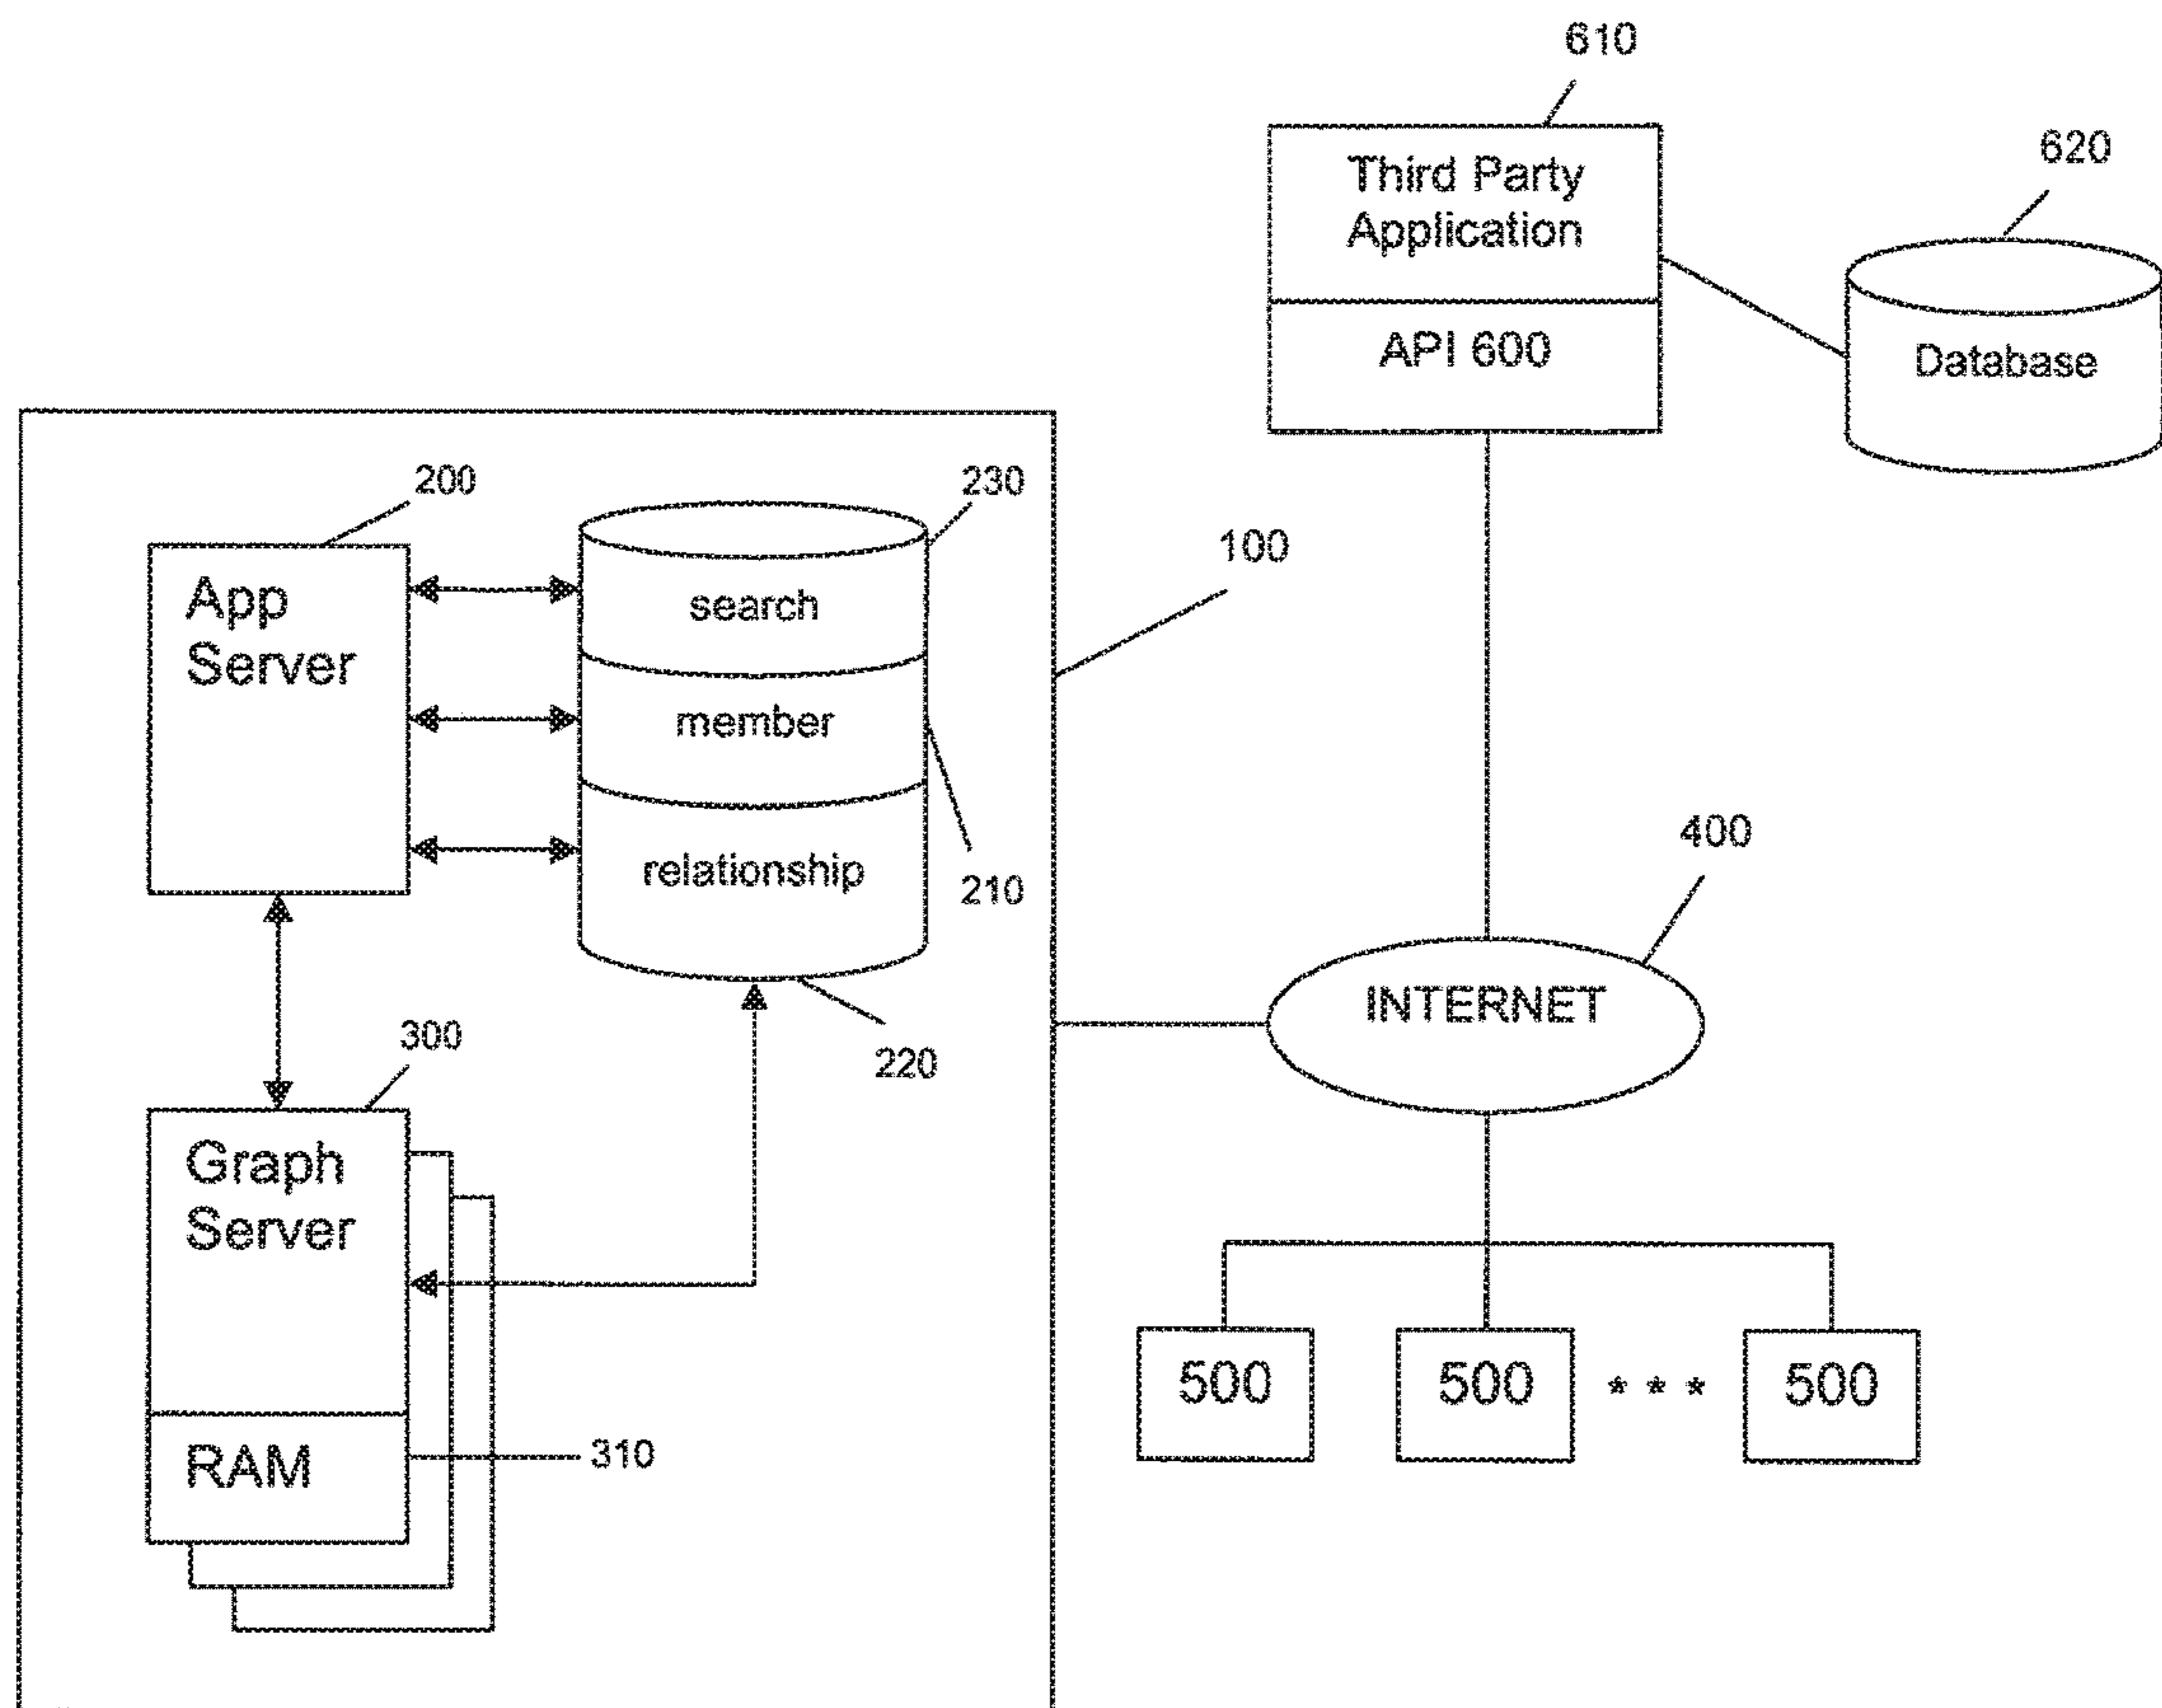 610
Third Party
Application
620
API 600
Database
200
230
100
App
Server
search
member
relationship
210
400
INTERNET
300
220
Graph
Server
RAM
310
500
500
* * *
500